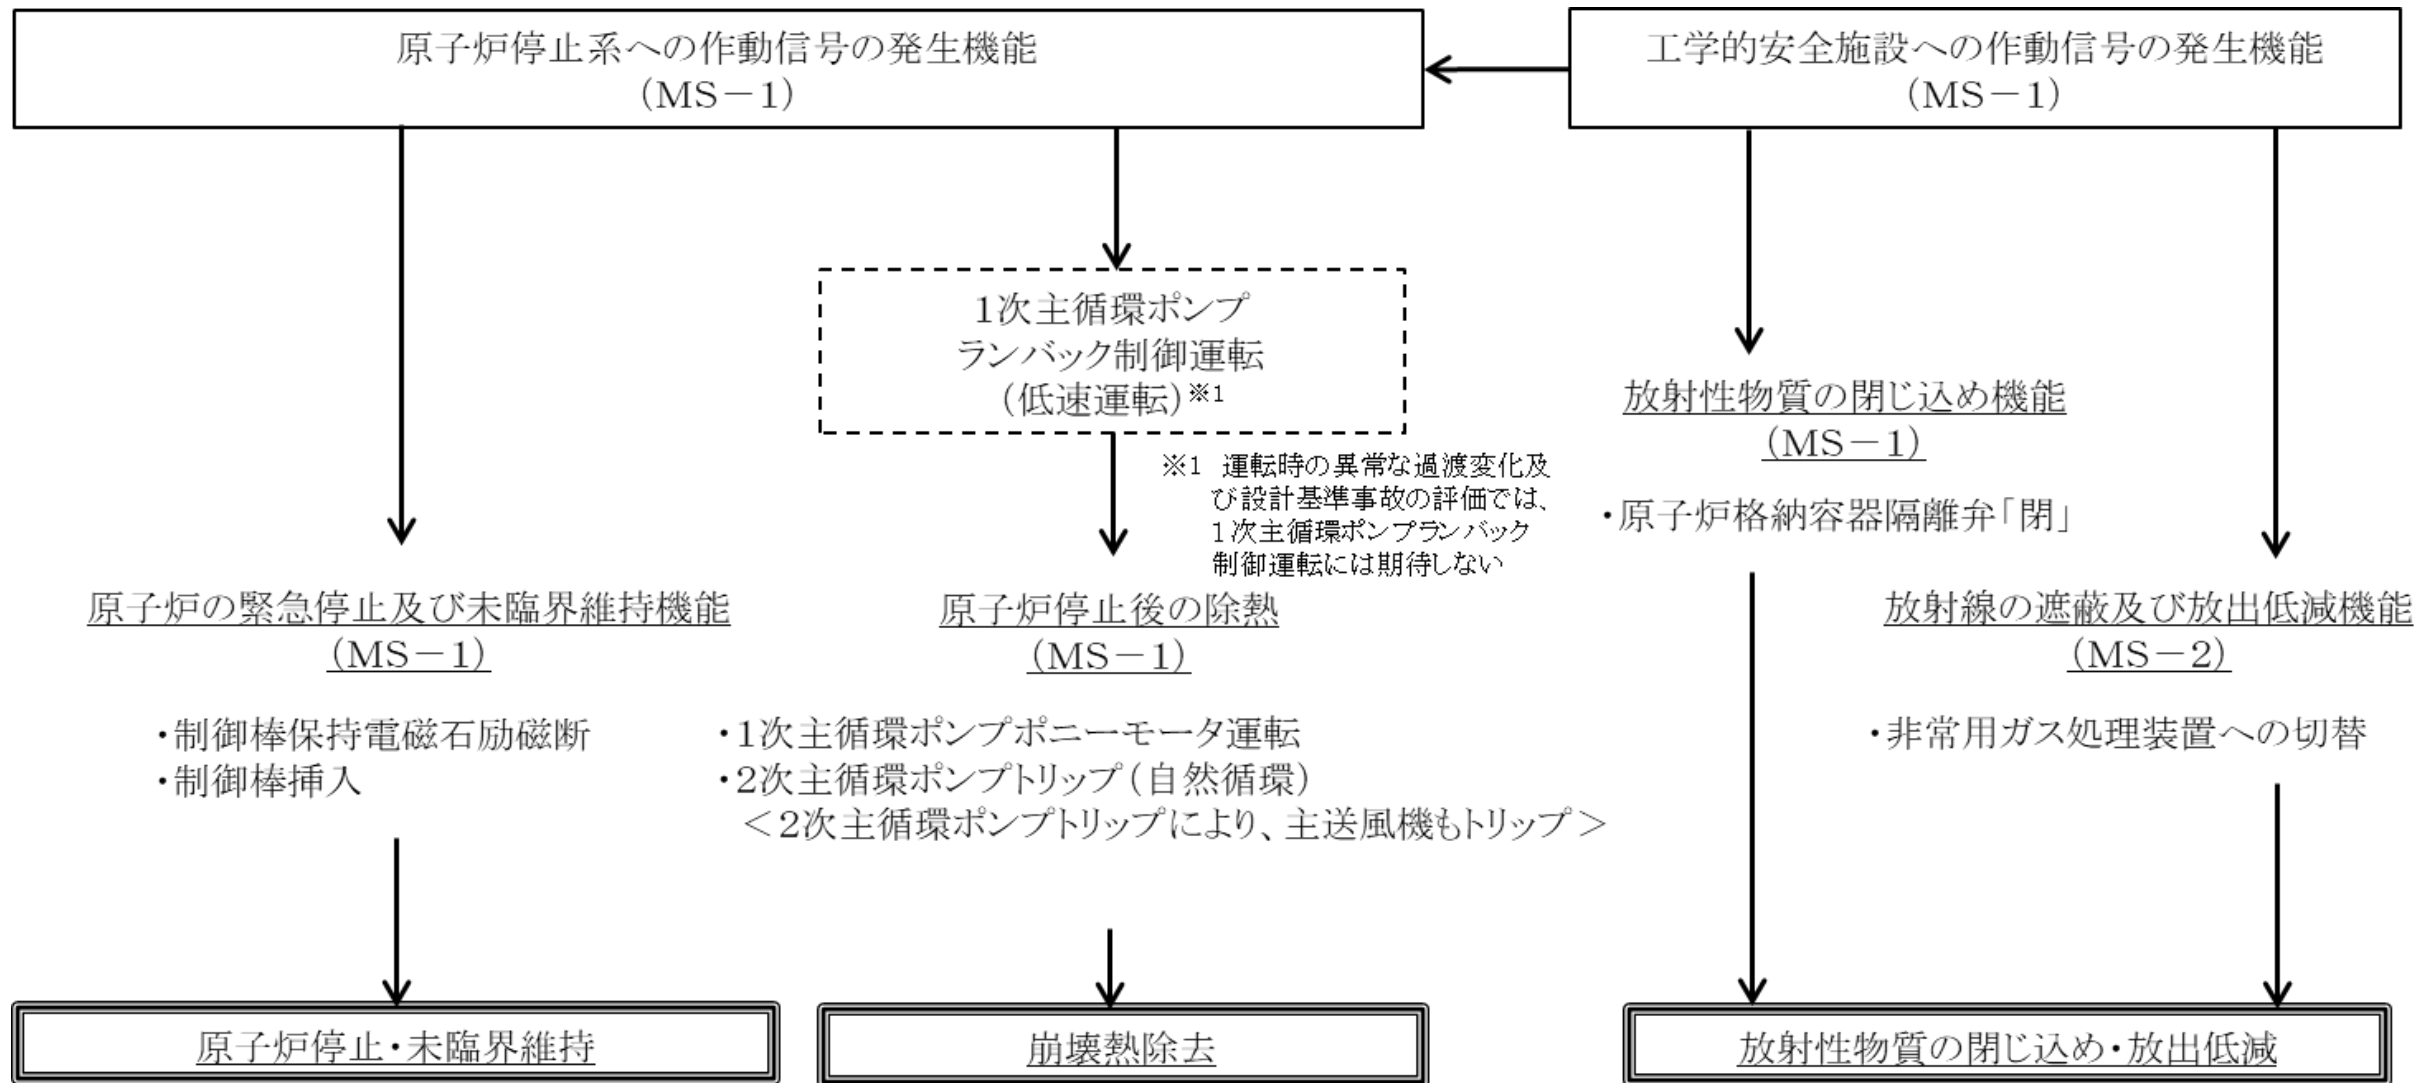 原子炉停止系への作動信号の発生機能
(MS－1)
工学的安全施設への作動信号の発生機能
(MS－1)
1次主循環ポンプ
ランバック制御運転
(低速運転)※1
※1 運転時の異常な過渡変化及
び設計基準事故の評価では、
1次主循環ポンプランバック
制御運転には期待しない
放射性物質の閉じ込め機能
(MS－1)
・原子炉格納容器隔離弁「閉」
原子炉の緊急停止及び未臨界維持機能
(MS－1)
・制御棒保持電磁石励磁断
・制御棒挿入
原子炉停止後の除熱
(MS－1)
・1次主循環ポンプポニーモータ運転
・2次主循環ポンプトリップ(自然循環)
＜2次主循環ポンプトリップにより、主送風機もトリップ＞
放射線の遮蔽及び放出低減機能
(MS－2)
・非常用ガス処理装置への切替
原子炉停止・未臨界維持
崩壊熱除去
放射性物質の閉じ込め・放出低減